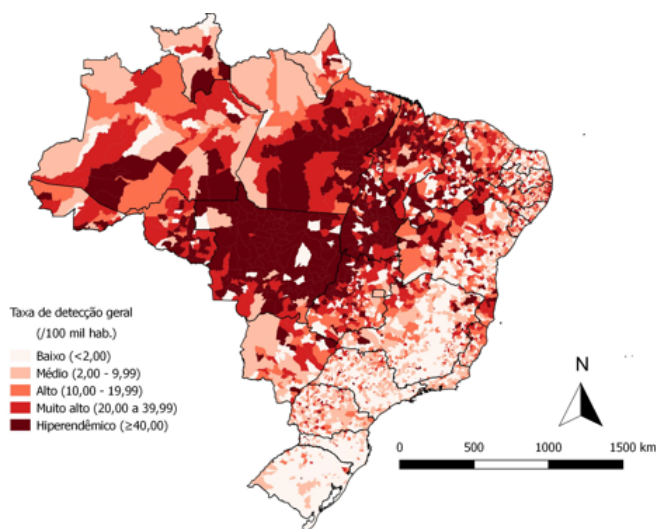 Taxa de detecção geral
(/100 mil hab.)
Baixo (<2,00)
Médio (2,00 - 9,99)
Alto (10,00 - 19,99)
Muito alto (20,00 a 39,99)
Hiperendêmico (≥40,00)
N
0 500 1000 1500 km